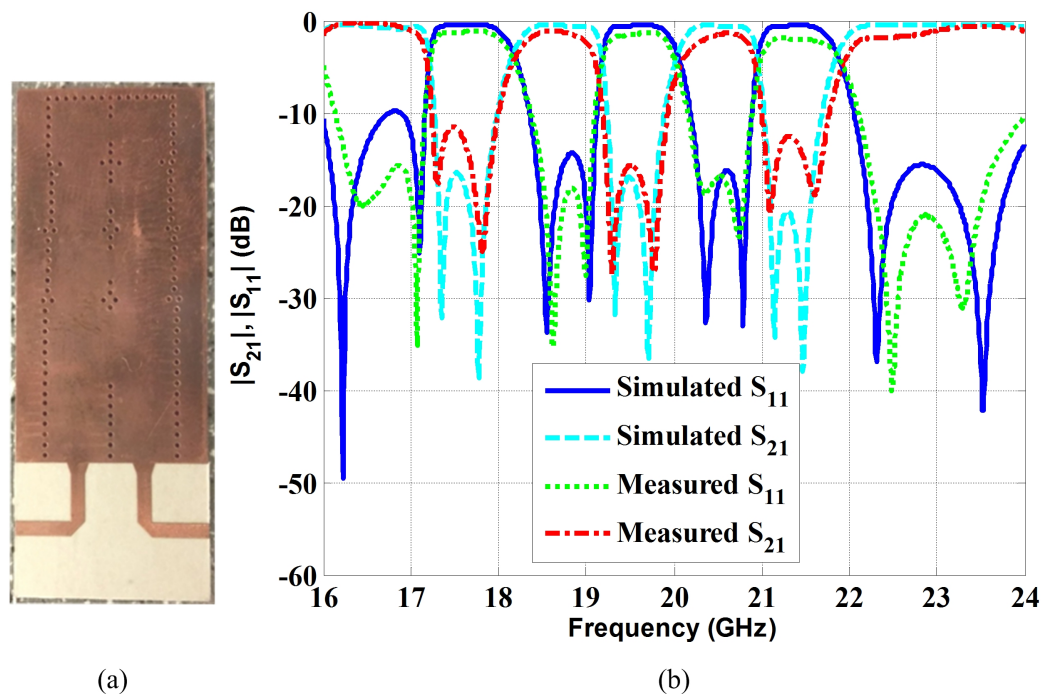 0
-10
-20
-30
-40
-50
-60
|S21|, |S11| (dB)
Simulated S11
Simulated S21
Measured S11
Measured S21
16 17 18 19 20 21 22 23 24
Frequency (GHz)
(a) (b)